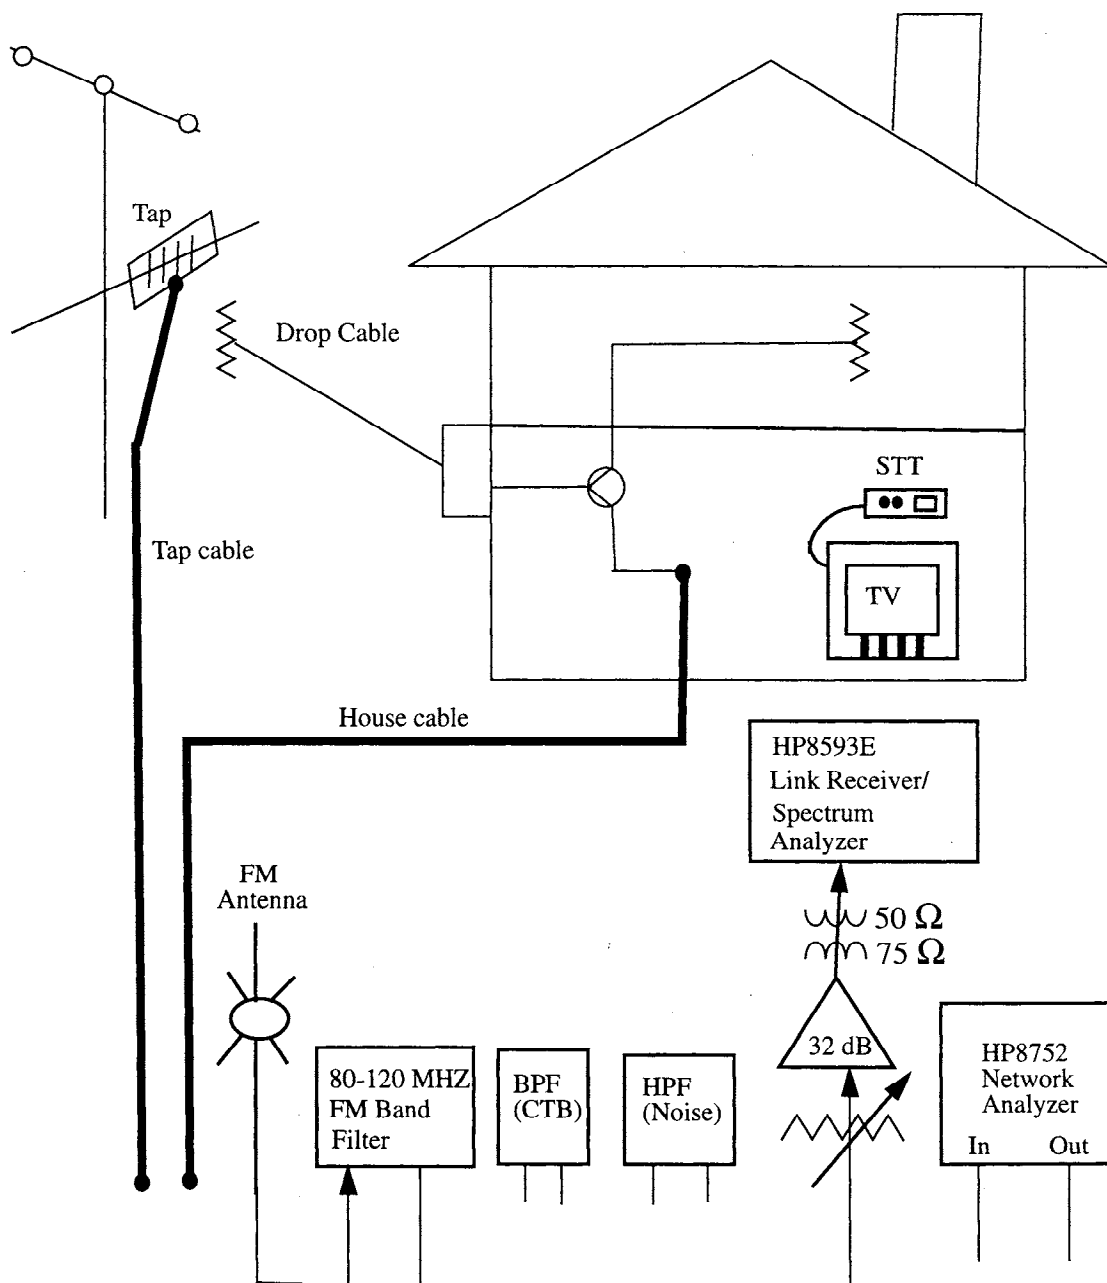 Tap
Drop Cable
STT
Tap cable
TV
House cable
HP8593E
Link Receiver/
Spectrum
Analyzer
FM
Antenna
50 Ω
75 Ω
32 dB
80-120 MHZ
FM Band
Filter
BPF
(CTB)
HPF
(Noise)
HP8752
Network
Analyzer
In Out